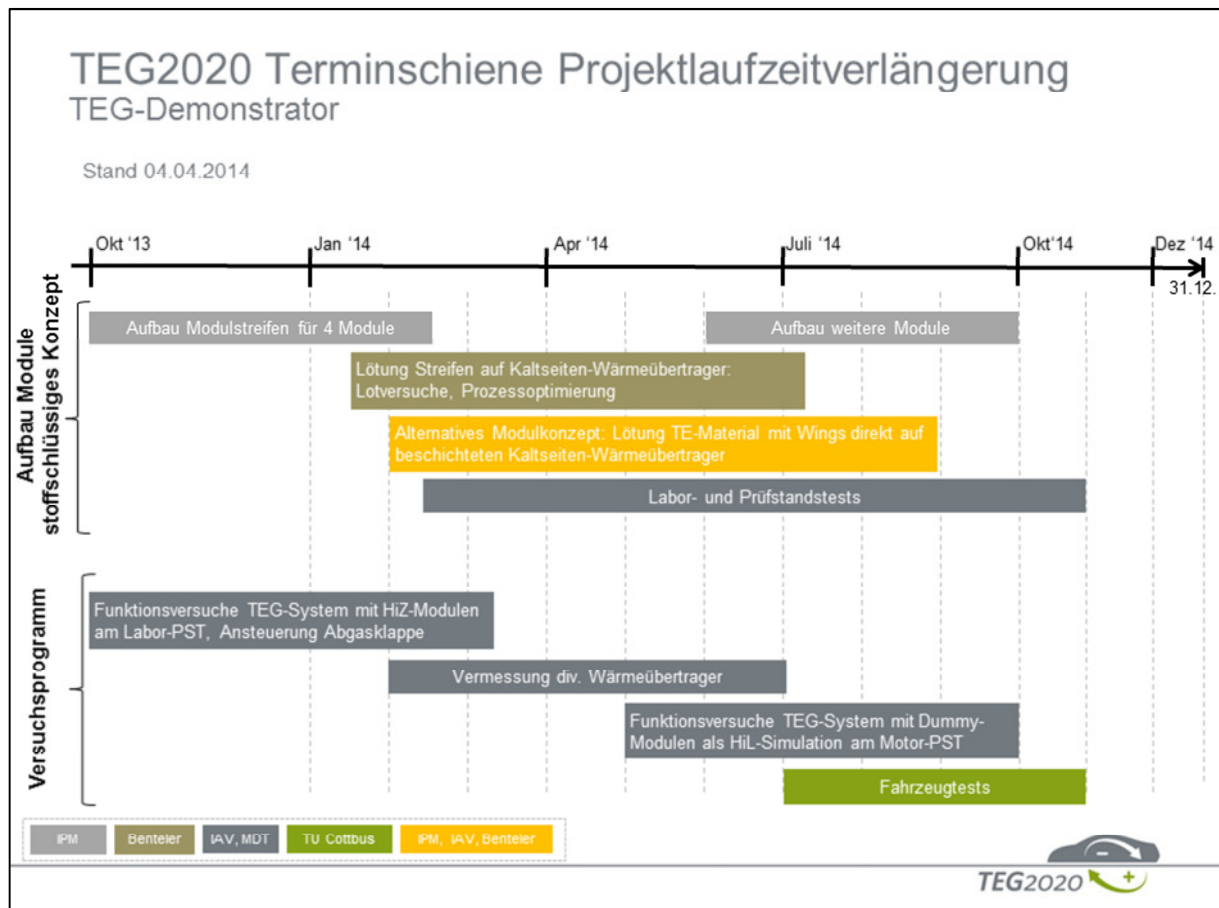 TEG2020 Terminschiene Projektlaufzeitverlängerung
TEG-Demonstrator
Stand 04.04.2014
Okt '13
Jan '14
Apr '14
Juli '14
Okt'14
Dez '14
31.12.
Aufbau Module
stoffschlüssiges Konzept
Aufbau Modulstreifen für 4 Module
Aufbau weitere Module
Lötung Streifen auf Kaltseiten-Wärmeübertrager:
Lotversuche, Prozessoptimierung
Alternatives Modulkonzept: Lötung TE-Material mit Wings direkt auf
beschichteten Kaltseiten-Wärmeübertrager
Labor- und Prüfstandstests
Versuchsprogramm
Funktionsversuche TEG-System mit HiZ-Modulen
am Labor-PST, Ansteuerung Abgasklappe
Vermessung div. Wärmeübertrager
Funktionsversuche TEG-System mit Dummy-
Modulen als HiL-Simulation am Motor-PST
Fahrzeugtests
IPM
Benteler
IAV, MDT
TU Cottbus
IPM, IAV, Benteler
TEG2020